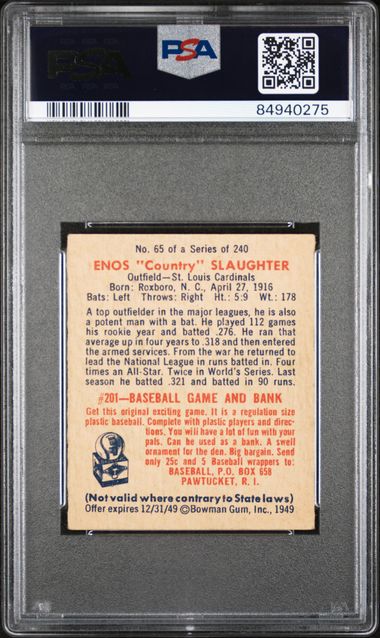 PSA
PSA
84940275
No. 65 of a Series of 240
ENOS "Country" SLAUGHTER
Outfield—St. Louis Cardinals
Born: Roxboro, N. C., April 27, 1916
Bats: Left Throws: Right Ht.: 5:9 Wt.: 178
A top outfielder in the major leagues, he is also
a potent man with a bat. He played 112 games
his rookie year and batted .276. He ran that
average up in four years to .318 and then entered
the armed services. From the war he returned to
lead the National League in runs batted in. Four
times an All-Star. Twice in World's Series. Last
season he batted .321 and batted in 90 runs.
#201—BASEBALL GAME AND BANK
Get this original exciting game. It is a regulation size
plastic baseball. Complete with plastic players and direc-
tions. You will have a lot of fun with your
pals. Can be used as a bank. A swell
ornament for the den. Big bargain. Send
only 25c and 5 Baseball wrappers to:
BASEBALL, P.O. BOX 658
PAWTUCKET, R. I.
(Not valid where contrary to State laws)
Offer expires 12/31/49 ©Bowman Gum, Inc., 1949